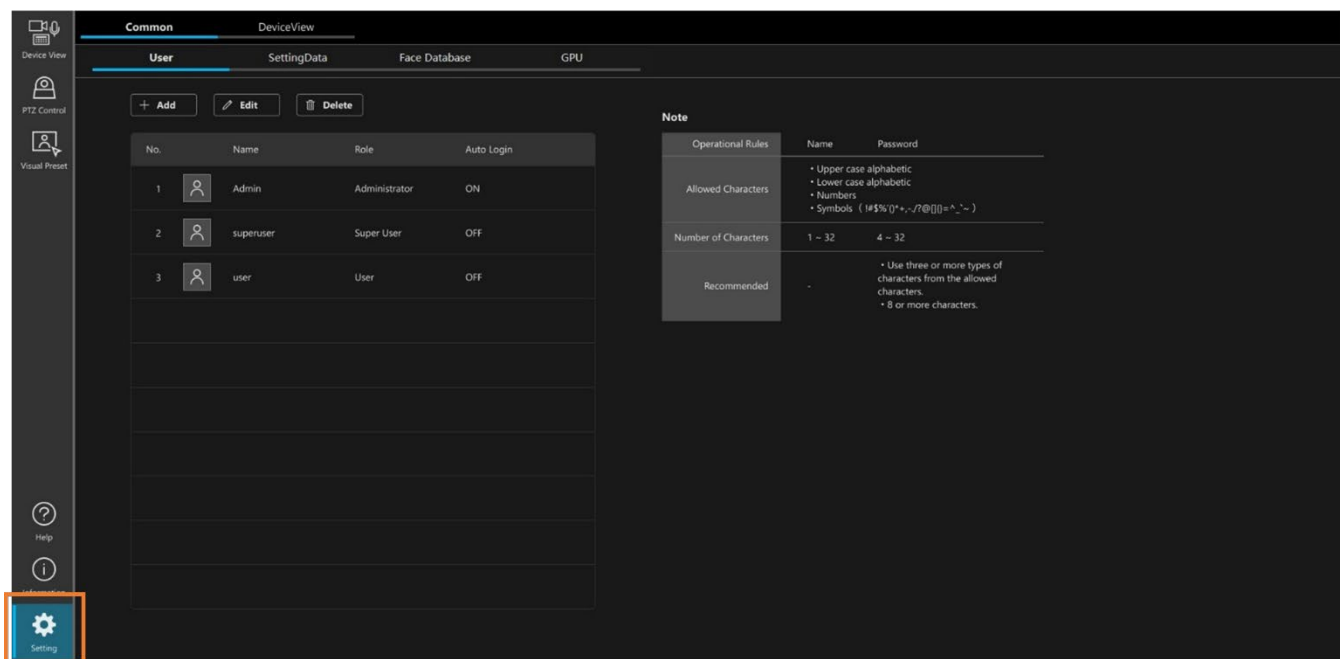 Device View
PTZ Control
Visual Preset
Help
Information
Setting
Common DeviceView
User SettingData Face Database GPU
+ Add Edit Delete
No. Name Role Auto Login
1 Admin Administrator ON
2 superuser Super User OFF
3 user User OFF
Note
Operational Rules Name Password
Allowed Characters
• Upper case alphabetic
• Lower case alphabetic
• Numbers
• Symbols
Number of Characters 1 ~ 32 4 ~ 32
Recommended -
• Use three or more types of
characters from the allowed
characters.
• 8 or more characters.